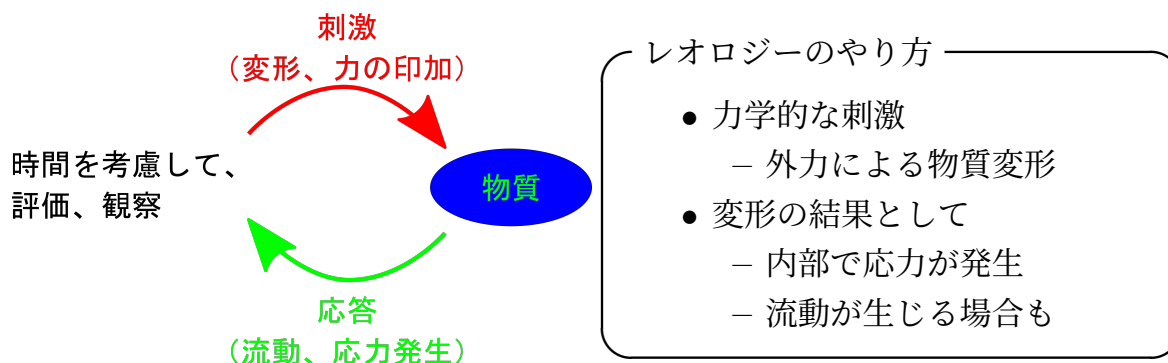 刺激
（変形、力の印加）
時間を考慮して、
評価、観察
物質
応答
（流動、応力発生）
レオロジーのやり方
● 力学的な刺激
– 外力による物質変形
● 変形の結果として
– 内部で応力が発生
– 流動が生じる場合も